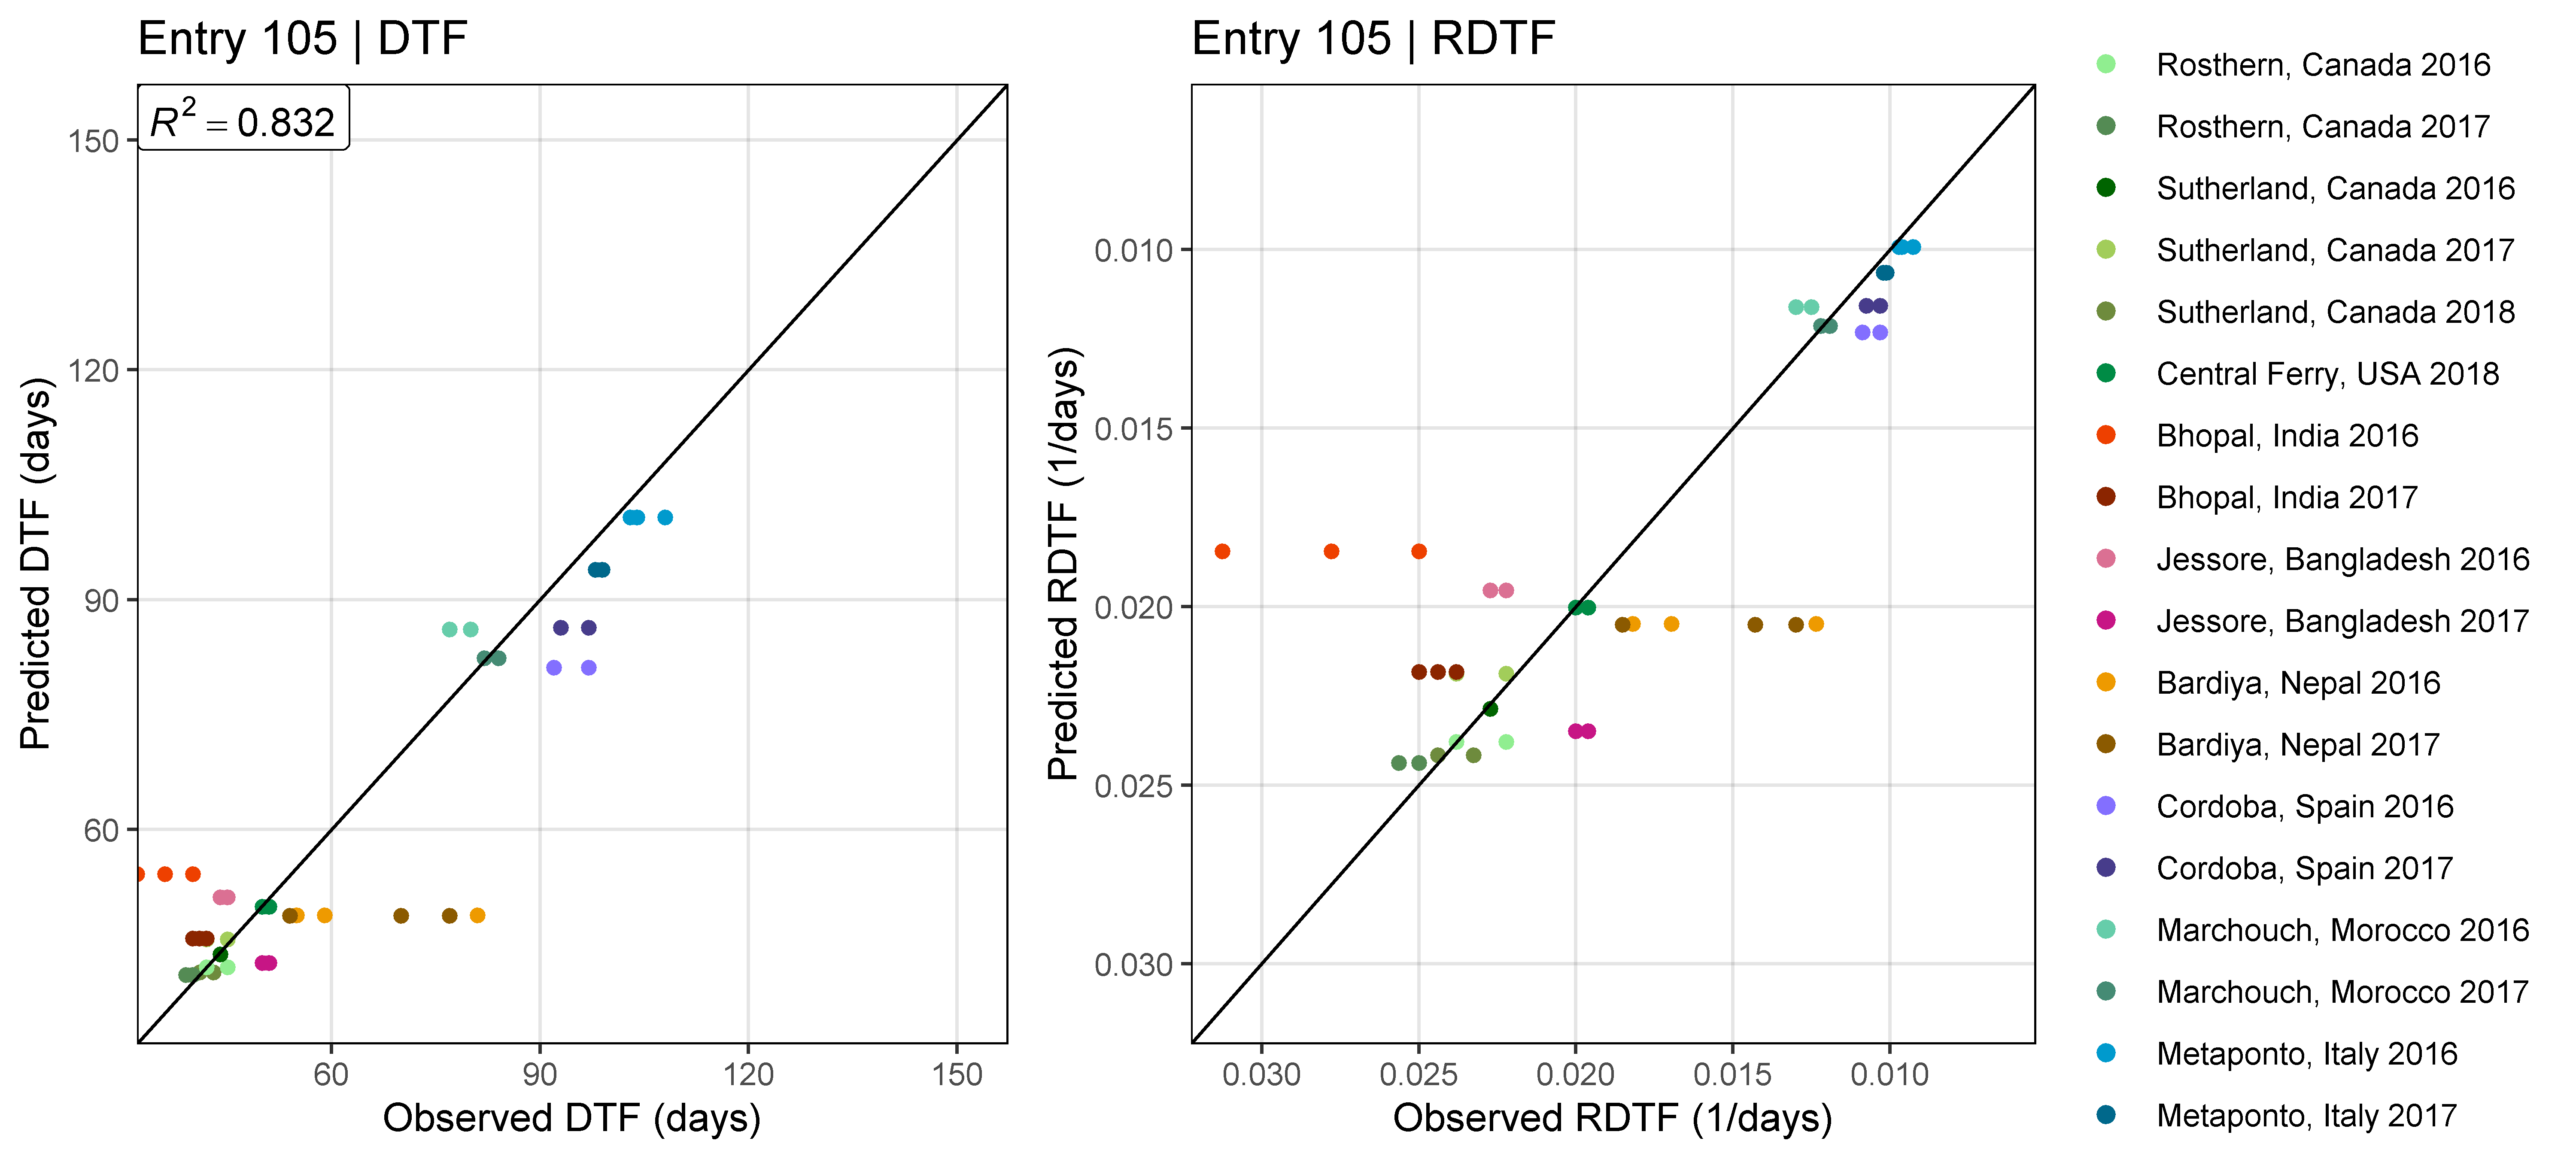 Entry 105 | DTF
R² = 0.832
150
120
90
60
Predicted DTF (days)
60 90 120 150
Observed DTF (days)
Entry 105 | RDTF
0.010
0.015
0.020
0.025
0.030
Predicted RDTF (1/days)
0.030 0.025 0.020 0.015 0.010
Observed RDTF (1/days)
Rosthern, Canada 2016
Rosthern, Canada 2017
Sutherland, Canada 2016
Sutherland, Canada 2017
Sutherland, Canada 2018
Central Ferry, USA 2018
Bhopal, India 2016
Bhopal, India 2017
Jessore, Bangladesh 2016
Jessore, Bangladesh 2017
Bardiya, Nepal 2016
Bardiya, Nepal 2017
Cordoba, Spain 2016
Cordoba, Spain 2017
Marchouch, Morocco 2016
Marchouch, Morocco 2017
Metaponto, Italy 2016
Metaponto, Italy 2017